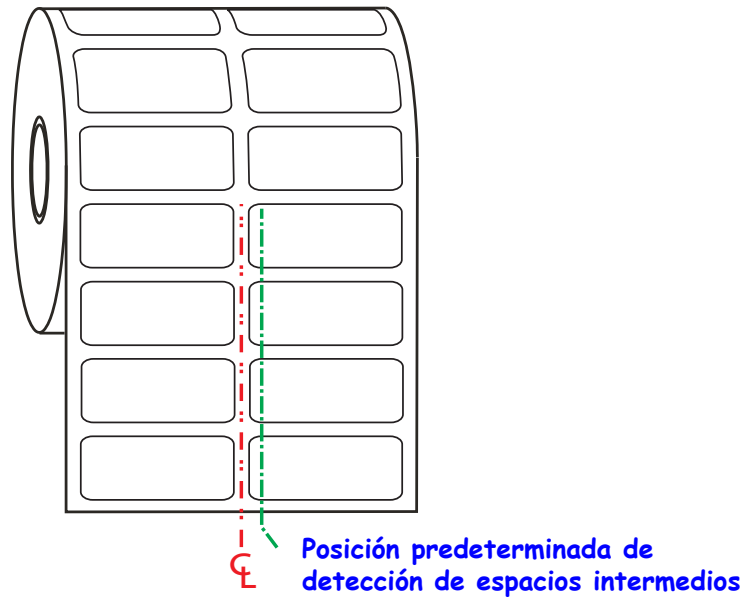 ℄
Posición predeterminada de
detección de espacios intermedios